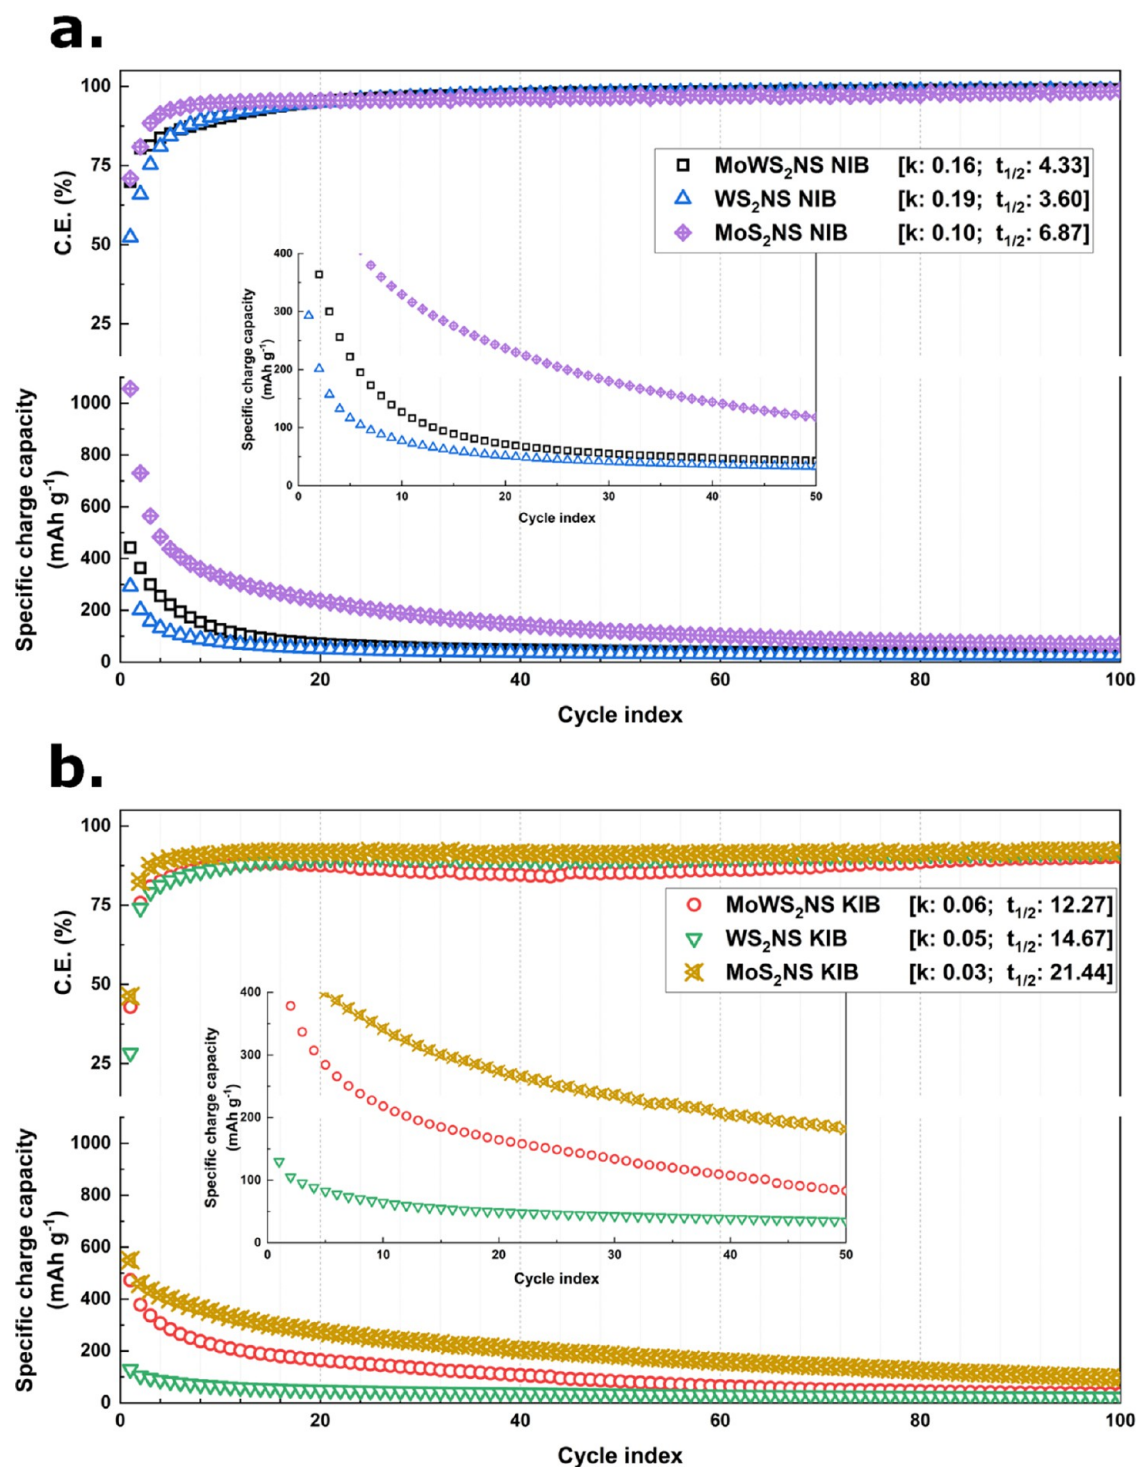 a.
100
75
50
25
C.E. (%)
MoWS₂NS NIB [k: 0.16; t₁/₂: 4.33]
WS₂NS NIB [k: 0.19; t₁/₂: 3.60]
MoS₂NS NIB [k: 0.10; t₁/₂: 6.87]
400
300
200
100
0
Specific charge capacity
(mAh g⁻¹)
0 10 20 30 40 50
Cycle index
1000
800
600
400
200
0
Specific charge capacity
(mAh g⁻¹)
0 20 40 60 80 100
Cycle index
b.
100
75
50
25
C.E. (%)
MoWS₂NS KIB [k: 0.06; t₁/₂: 12.27]
WS₂NS KIB [k: 0.05; t₁/₂: 14.67]
MoS₂NS KIB [k: 0.03; t₁/₂: 21.44]
400
300
200
100
0
Specific charge capacity
(mAh g⁻¹)
0 10 20 30 40 50
Cycle index
1000
800
600
400
200
0
Specific charge capacity
(mAh g⁻¹)
0 20 40 60 80 100
Cycle index